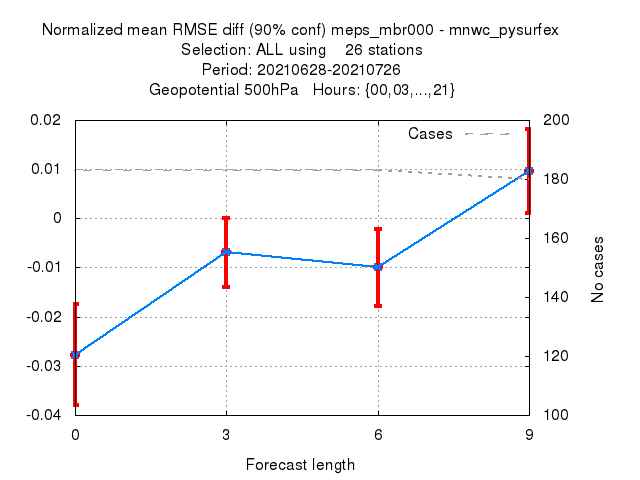 Normalized mean RMSE diff (90% conf) meps_mbr000 - mnwc_pysurfex
Selection: ALL using 26 stations
Period: 20210628-20210726
Geopotential 500hPa Hours: {00,03,...,21}
0.02
0.01
0
-0.01
-0.02
-0.03
-0.04
Cases
200
180
160
140
120
100
No cases
0 3 6 9
Forecast length